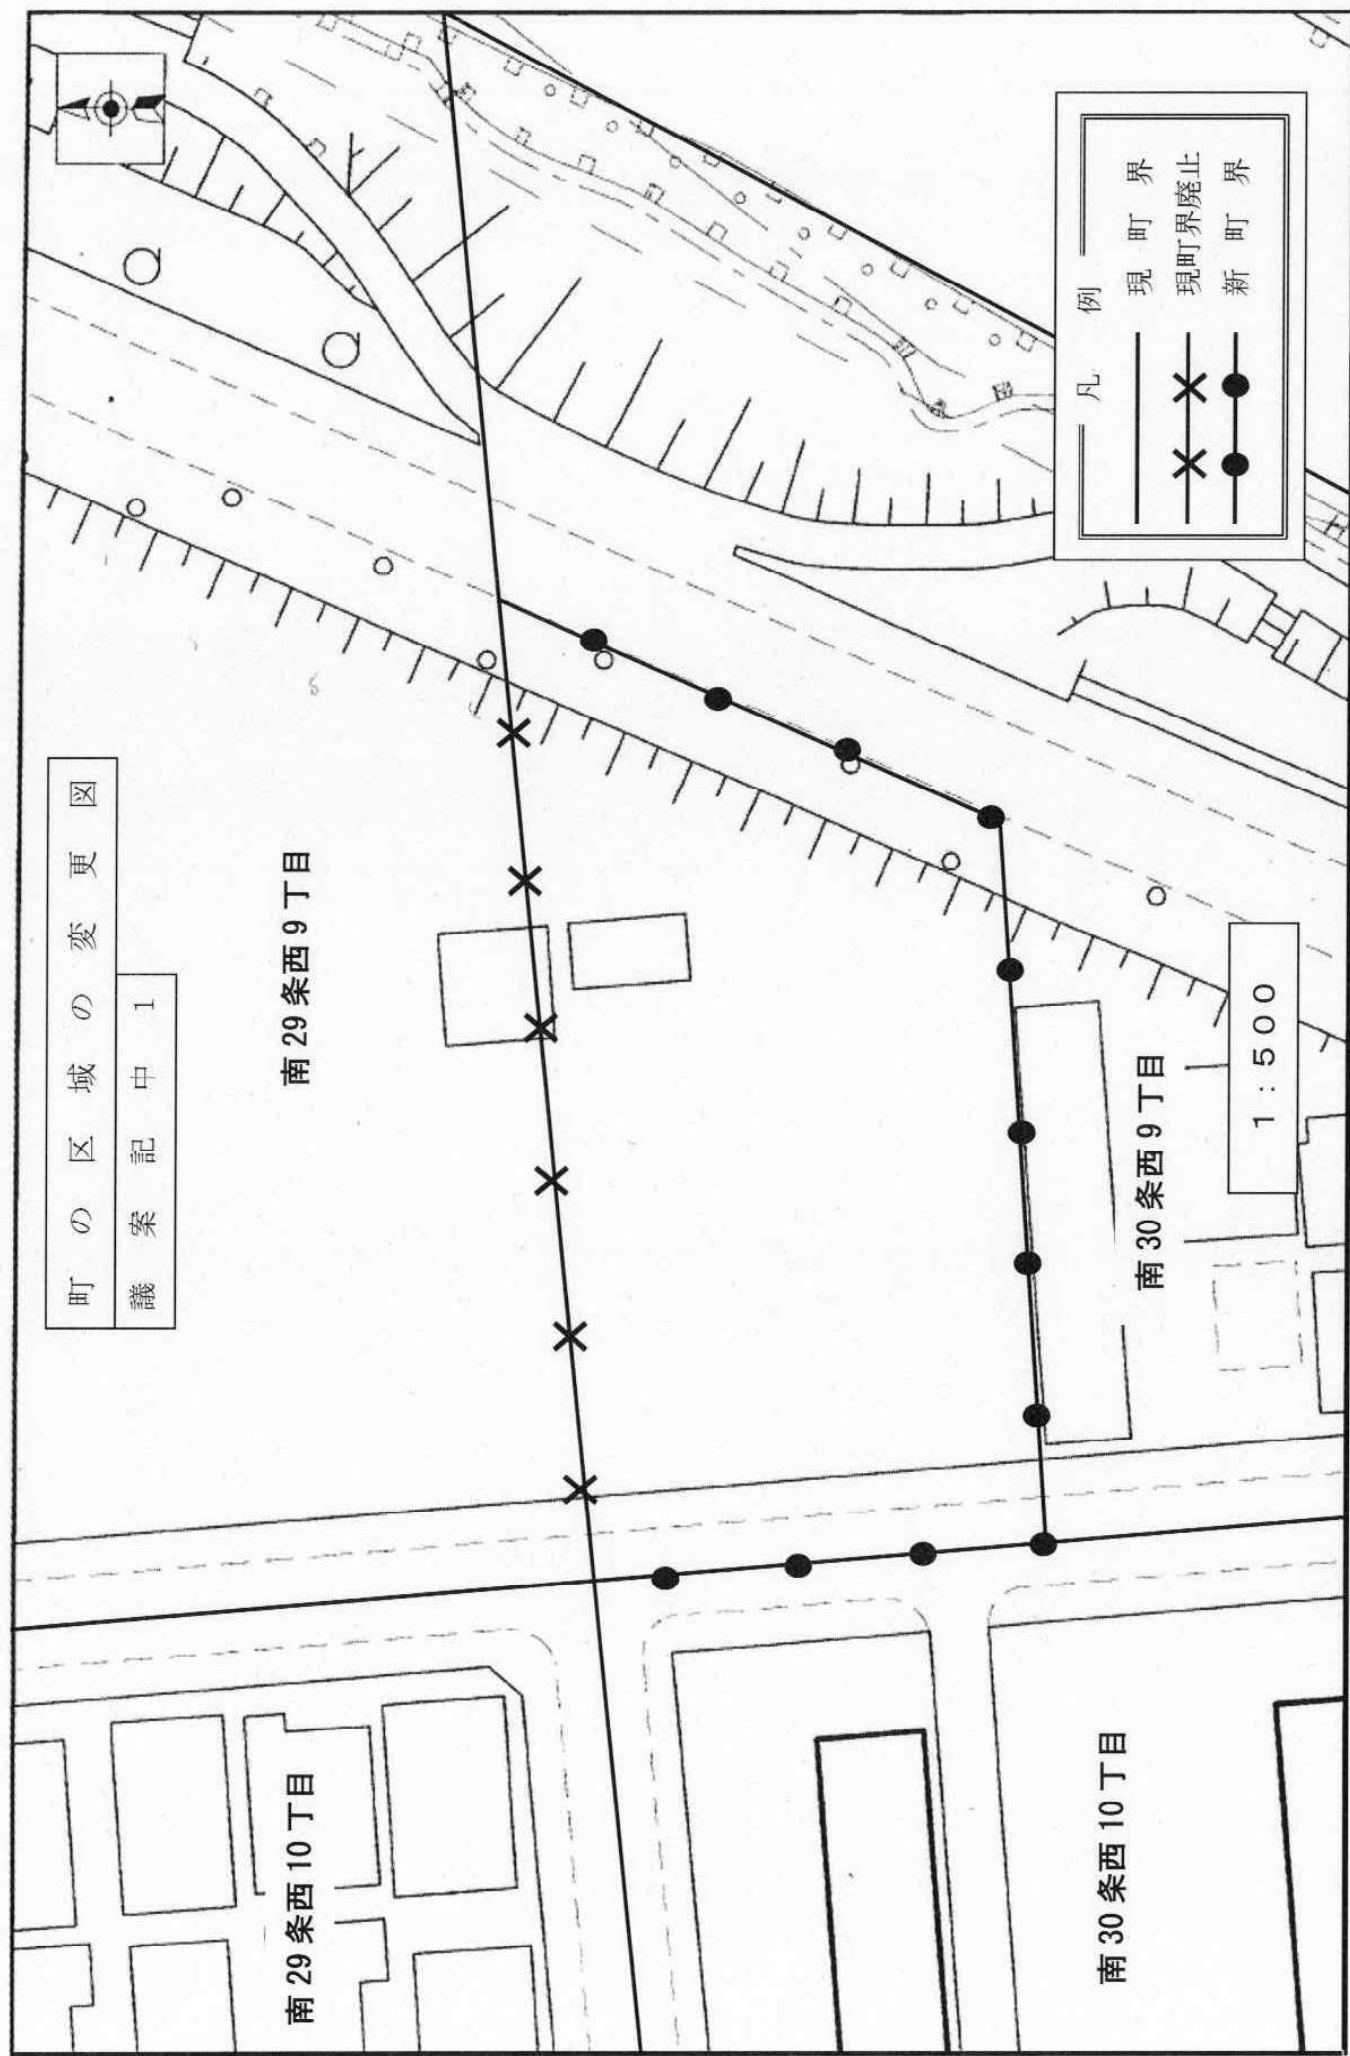 町の区域の変更図
議案記中1
南29条西9丁目
南30条西9丁目
南29条西10丁目
南30条西10丁目
凡例
現町界
現町界廃止
新町界
1:500